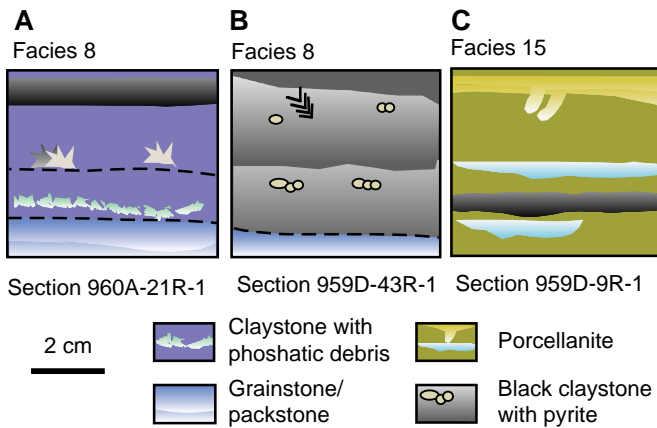 A
Facies 8
B
Facies 8
C
Facies 15
Section 960A-21R-1
Section 959D-43R-1
Section 959D-9R-1
2 cm
Claystone with
phoshatic debris
Grainstone/
packstone
Porcellanite
Black claystone
with pyrite